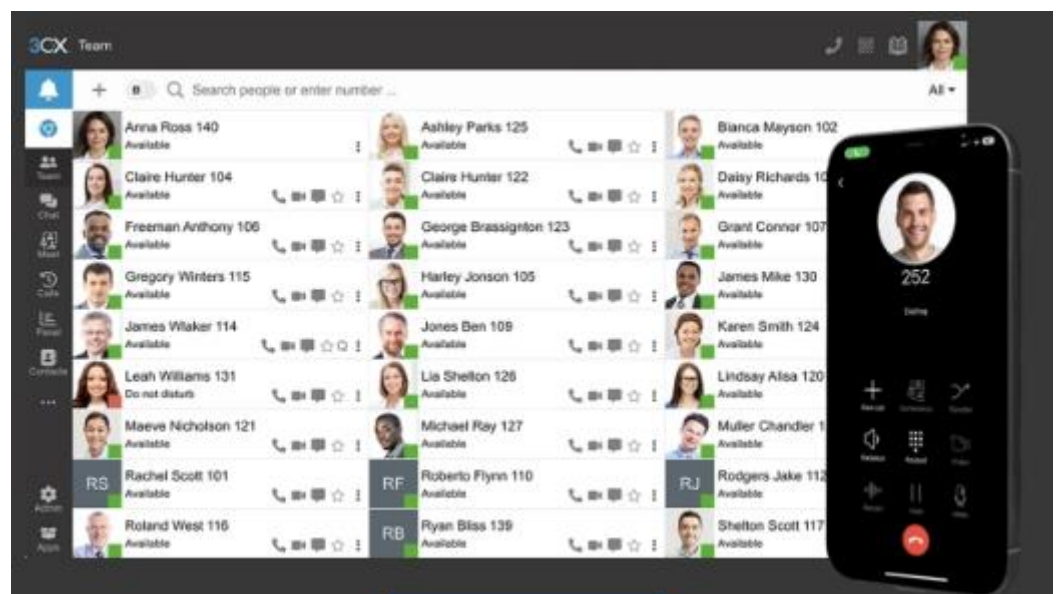 3CX Team
Search people or enter number ...
All
Anna Ross 140
Available
Ashley Parks 125
Available
Bianca Mayson 102
Available
Claire Hunter 104
Available
Claire Hunter 122
Available
Daisy Richards 10
Available
Freeman Anthony 106
Available
George Brassignton 123
Available
Grant Connor 107
Available
Gregory Winters 115
Available
Harley Jonson 105
Available
James Mike 130
Available
James Wlaker 114
Available
Jones Ben 109
Available
Karen Smith 124
Available
Leah Williams 131
Do not disturb
Lia Shelton 126
Available
Lindsay Alisa 120
Available
Maeve Nicholson 121
Available
Michael Ray 127
Available
Muller Chandler 1
Available
RS
Rachel Scott 101
Available
RF
Roberto Flynn 110
Available
RJ
Rodgers Jake 112
Available
Roland West 116
Available
RB
Ryan Bliss 139
Available
Shelton Scott 117
Available
Team
Chat
Meet
Calls
Panel
Contacts
Admin
Apps
252